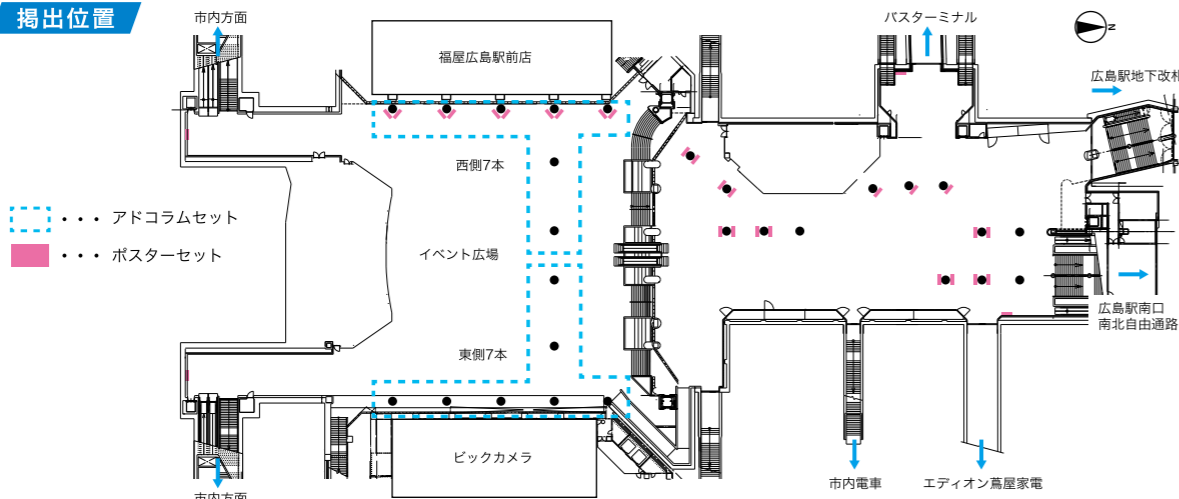 掲出位置
市内方面
福屋広島駅前店
バスターミナル
N
広島駅地下改札
西側7本
・・・ アドコラムセット
・・・ ポスターセット
イベント広場
広島駅南口
南北自由通路
東側7本
ビックカメラ
市内電車
エディオン蔦屋家電
市内方面